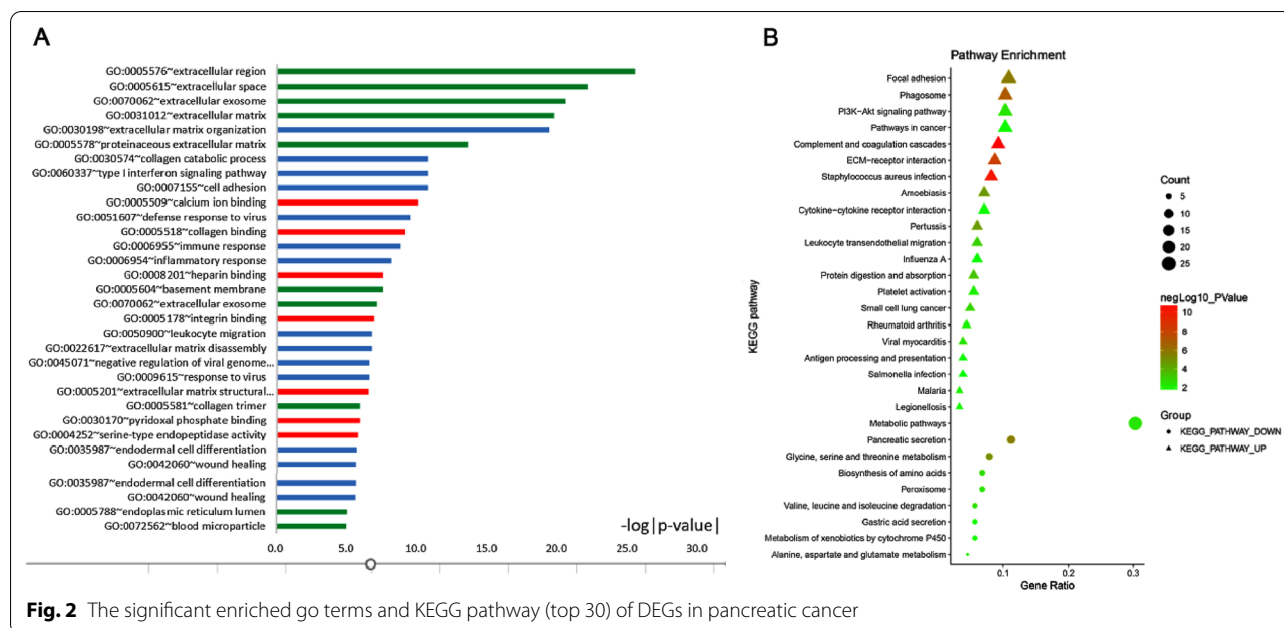 A
GO:0005576~extracellular region
GO:0005615~extracellular space
GO:0070062~extracellular exosome
GO:0031012~extracellular matrix
GO:0030198~extracellular matrix organization
GO:0005578~proteinaceous extracellular matrix
GO:0030574~collagen catabolic process
GO:0060337~type I interferon signaling pathway
GO:0007155~cell adhesion
GO:0005509~calcium ion binding
GO:0051607~defense response to virus
GO:0005518~collagen binding
GO:0006955~immune response
GO:0006954~inflammatory response
GO:0008201~heparin binding
GO:0005604~basement membrane
GO:0070062~extracellular exosome
GO:0005178~integrin binding
GO:0050900~leukocyte migration
GO:0022617~extracellular matrix disassembly
GO:0045071~negative regulation of viral genome...
GO:0009615~response to virus
GO:0005201~extracellular matrix structural...
GO:0005581~collagen trimer
GO:0030170~pyridoxal phosphate binding
GO:0004252~serine-type endopeptidase activity
GO:0035987~endodermal cell differentiation
GO:0042060~wound healing
GO:0035987~endodermal cell differentiation
GO:0042060~wound healing
GO:0005788~endoplasmic reticulum lumen
GO:0072562~blood microparticle
-log|p-value|
0.0 5.0 10.0 15.0 20.0 25.0 30.0
B
Pathway Enrichment
KEGG pathway
Focal adhesion
Phagosome
PI3K-Akt signaling pathway
Pathways in cancer
Complement and coagulation cascades
ECM-receptor interaction
Staphylococcus aureus infection
Amoebiasis
Cytokine-cytokine receptor interaction
Pertussis
Leukocyte transendothelial migration
Influenza A
Protein digestion and absorption
Platelet activation
Small cell lung cancer
Rheumatoid arthritis
Viral myocarditis
Antigen processing and presentation
Salmonella infection
Malaria
Legionellosis
Metabolic pathways
Pancreatic secretion
Glycine, serine and threonine metabolism
Biosynthesis of amino acids
Peroxisome
Valine, leucine and isoleucine degradation
Gastric acid secretion
Metabolism of xenobiotics by cytochrome P450
Alanine, aspartate and glutamate metabolism
0.1 0.2 0.3
Gene Ratio
Count
5
10
15
20
25
negLog10_PValue
10
8
6
4
2
Group
KEGG_PATHWAY_DOWN
KEGG_PATHWAY_UP
Fig. 2 The significant enriched go terms and KEGG pathway (top 30) of DEGs in pancreatic cancer